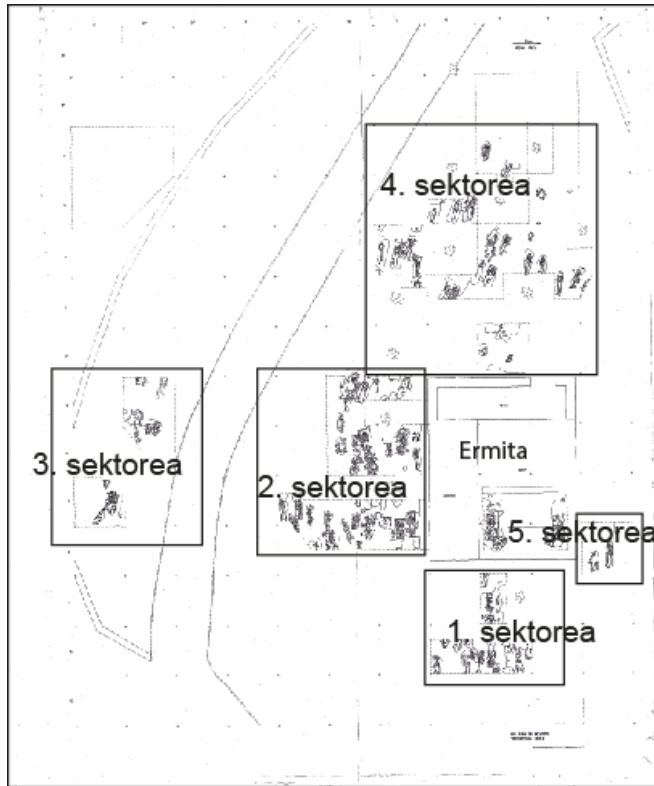 4. sektorea
3. sektorea
2. sektorea
Ermita
5. sektorea
1. sektorea